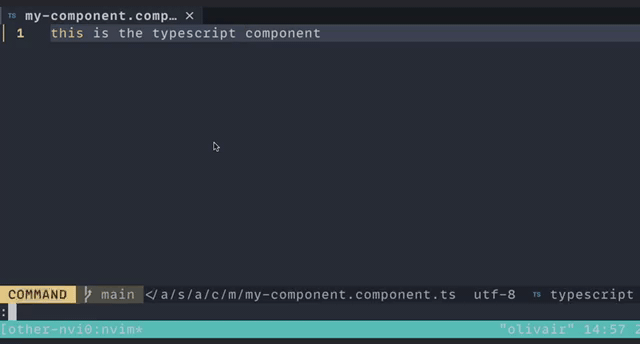 TS my-component.comp… ×
1 this is the typescript component
COMMAND main </a/s/a/c/m/my-component.component.ts utf-8 TS typescript
:
[other-nvi0:nvim* "olivair" 14:57 2